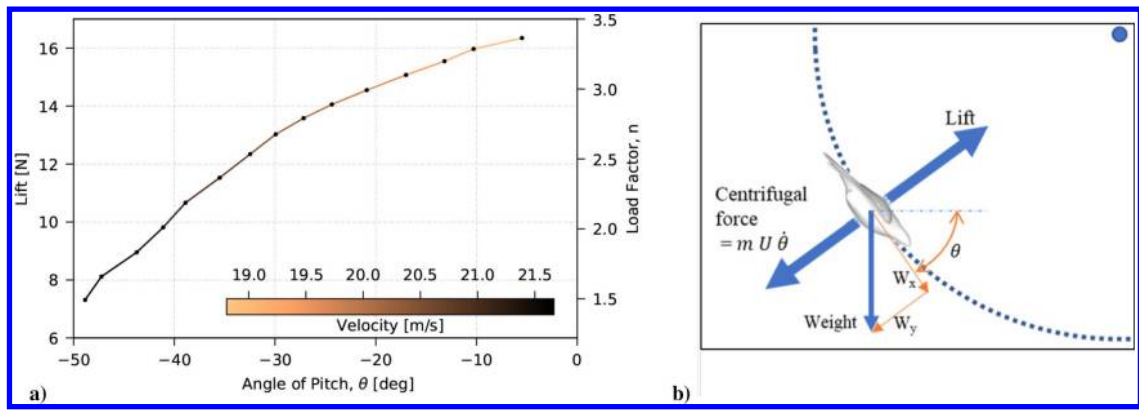 16
14
12
10
8
6
Lift [N]
3.5
3.0
2.5
2.0
1.5
Load Factor, n
19.0 19.5 20.0 20.5 21.0 21.5
Velocity [m/s]
−50 −40 −30 −20 −10 0
Angle of Pitch, θ [deg]
a)
Lift
Centrifugal
force
= m U θ̇
θ
Wₓ
Weight
W_y
b)